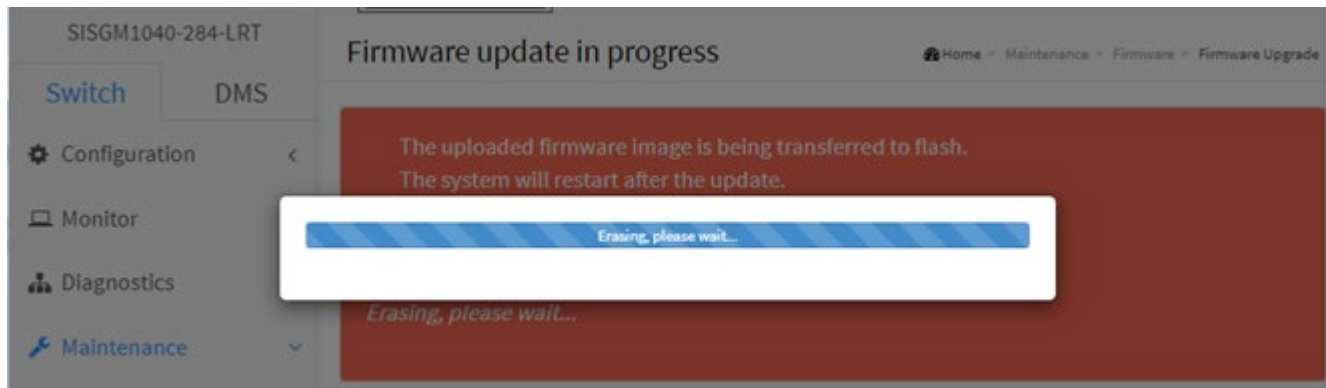 SISGM1040-284-LRT
Switch DMS
Configuration
Monitor
Diagnostics
Maintenance
Firmware update in progress
Home > Maintenance > Firmware > Firmware Upgrade
The uploaded firmware image is being transferred to flash.
The system will restart after the update.
Erasing, please wait...
Erasing, please wait...